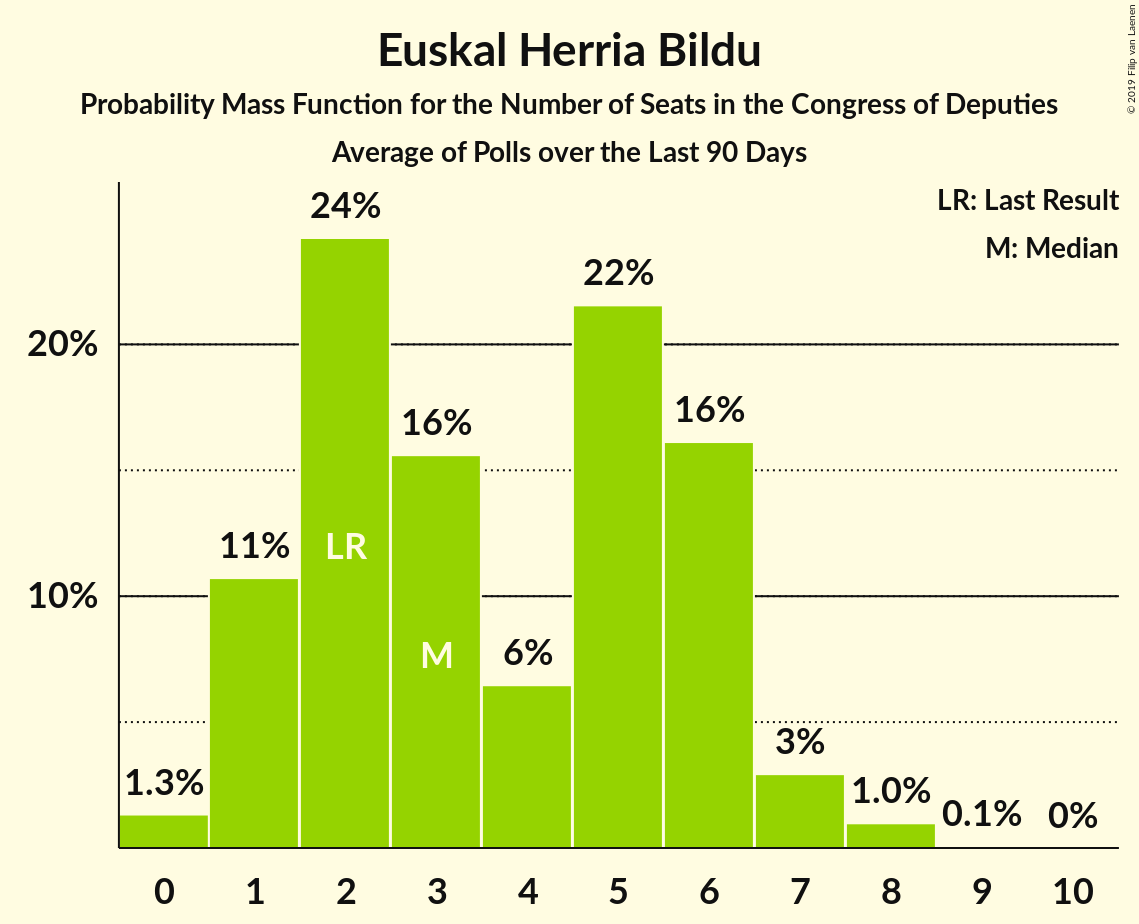 Euskal Herria Bildu
Probability Mass Function for the Number of Seats in the Congress of Deputies
Average of Polls over the Last 90 Days
© 2019 Filip van Laenen
LR: Last Result
M: Median
24%
22%
20%
16%
16%
11%
LR
10%
M
6%
3%
1.3%
1.0%
0.1%
0%
0 1 2 3 4 5 6 7 8 9 10